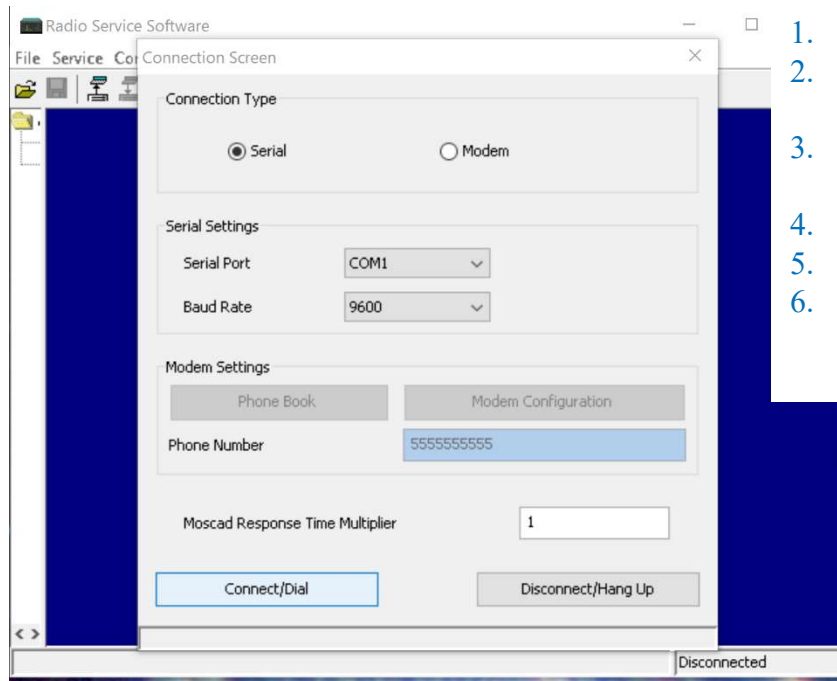 Radio Service Software
File Service Co
Connection Screen
Connection Type
Serial Modem
Serial Settings
Serial Port COM1
Baud Rate 9600
Modem Settings
Phone Book Modem Configuration
Phone Number 5555555555
Moscad Response Time Multiplier 1
Connect/Dial Disconnect/Hang Up
Disconnected
1.
2.
3.
4.
5.
6.